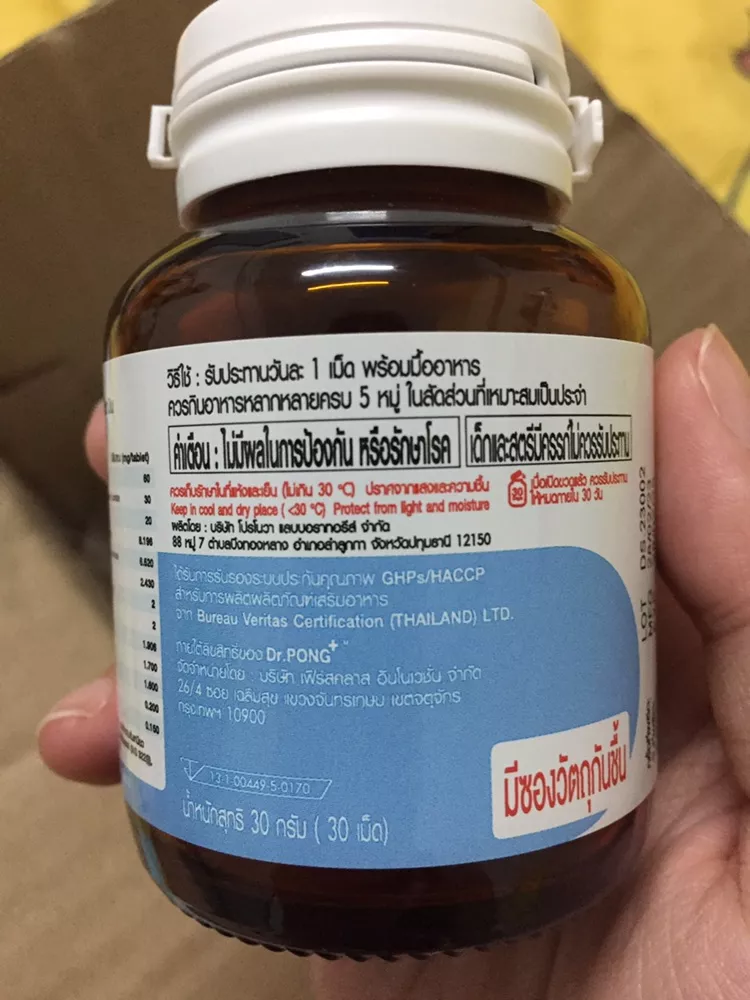 วิธีใช้ : รับประทานวันละ 1 เม็ด พร้อมมื้ออาหาร
ควรกินอาหารหลากหลายครบ 5 หมู่ ในสัดส่วนที่เหมาะสมเป็นประจำ
คำเตือน : ไม่มีผลในการป้องกัน หรือรักษาโรค
เด็กและสตรีมีครรภ์ไม่ควรรับประทาน
ควรเก็บรักษาในที่แห้งและเย็น (ไม่เกิน 30 °C) ปราศจากแสงและความชื้น
Keep in cool and dry place ( <30 °C) Protect from light and moisture
30
เมื่อเปิดขวดแล้ว ควรรับประทาน
ให้หมดภายใน 30 วัน
ผลิตโดย : บริษัท โปรโนวา แลบบอราทอรีส์ จำกัด
88 หมู่ 7 ตำบลบึงทองหลาง อำเภอลำลูกกา จังหวัดปทุมธานี 12150
ได้รับการรับรองระบบประกันคุณภาพ GHPs/HACCP
สำหรับการผลิตผลิตภัณฑ์เสริมอาหาร
จาก Bureau Veritas Certification (THAILAND) LTD.
ภายใต้ลิขสิทธิ์ของ Dr.PONG+
จัดจำหน่ายโดย : บริษัท เฟิร์สคลาส อินโนเวชั่น จำกัด
26/4 ซอย เฉลิมสุข แขวงจันทรเกษม เขตจตุจักร
กรุงเทพฯ 10900
13-1-00449-5-0170
น้ำหนักสุทธิ 30 กรัม ( 30 เม็ด)
มีซองวัตถุกันชื้น
(mg/tablet)
60
30
20
8.196
6.520
2.430
2
2
1.700
0.200
0.150
LOT DS.23002
MFG